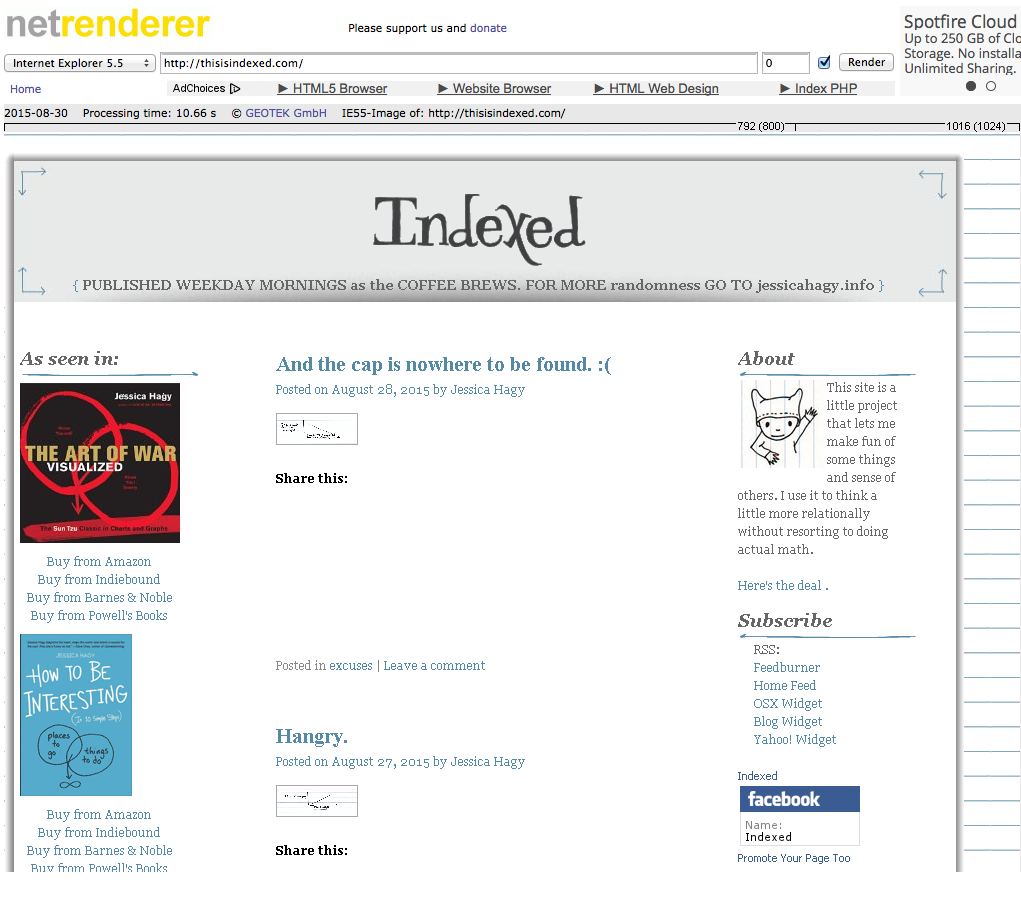 netrenderer
Please support us and donate
Spotfire Cloud
Up to 250 GB of Clo
Storage. No installa
Unlimited Sharing.
Internet Explorer 5.5
http://thisisindexed.com/
0
Render
Home
AdChoices
► HTML5 Browser
► Website Browser
► HTML Web Design
► Index PHP
2015-08-30 Processing time: 10.66 s © GEOTEK GmbH IE55-Image of: http://thisisindexed.com/
792 (800)
1016 (1024)
Indexed
{ PUBLISHED WEEKDAY MORNINGS as the COFFEE BREWS. FOR MORE randomness GO TO jessicahagy.info }
As seen in:
Jessica Hagy
THE ART OF WAR
VISUALIZED
The Sun Tzu Classic in Charts and Graphs
Buy from Amazon
Buy from Indiebound
Buy from Barnes & Noble
Buy from Powell's Books
JESSICA HAGY
HOW TO BE
INTERESTING
(In 10 Simple Steps)
places
to
go
things
to do
Buy from Amazon
Buy from Indiebound
Buy from Barnes & Noble
Buy from Powell's Books
And the cap is nowhere to be found. :(
Posted on August 28, 2015 by Jessica Hagy
Share this:
Posted in excuses | Leave a comment
Hangry.
Posted on August 27, 2015 by Jessica Hagy
Share this:
About
This site is a
little project
that lets me
make fun of
some things
and sense of
others. I use it to think a
little more relationally
without resorting to doing
actual math.
Here's the deal .
Subscribe
RSS:
Feedburner
Home Feed
OSX Widget
Blog Widget
Yahoo! Widget
Indexed
facebook
Name:
Indexed
Promote Your Page Too